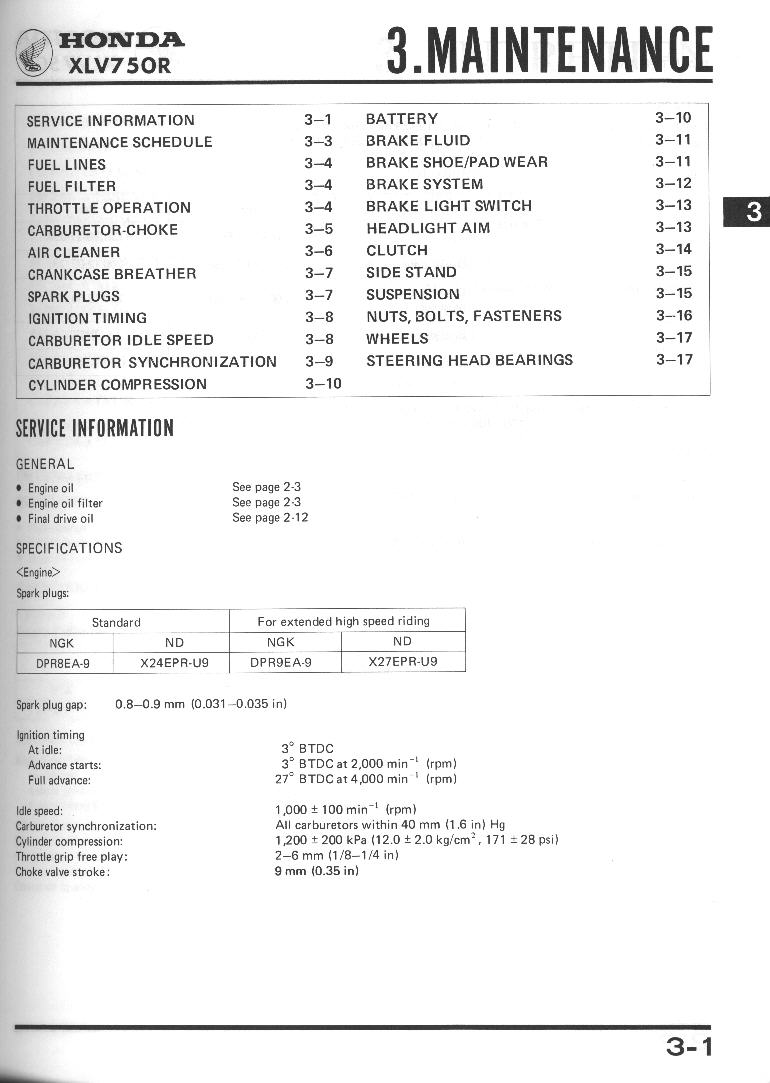 HONDA
XLV750R
3.MAINTENANCE
SERVICE INFORMATION 3–1
MAINTENANCE SCHEDULE 3–3
FUEL LINES 3–4
FUEL FILTER 3–4
THROTTLE OPERATION 3–4
CARBURETOR-CHOKE 3–5
AIR CLEANER 3–6
CRANKCASE BREATHER 3–7
SPARK PLUGS 3–7
IGNITION TIMING 3–8
CARBURETOR IDLE SPEED 3–8
CARBURETOR SYNCHRONIZATION 3–9
CYLINDER COMPRESSION 3–10
BATTERY 3–10
BRAKE FLUID 3–11
BRAKE SHOE/PAD WEAR 3–11
BRAKE SYSTEM 3–12
BRAKE LIGHT SWITCH 3–13
HEADLIGHT AIM 3–13
CLUTCH 3–14
SIDE STAND 3–15
SUSPENSION 3–15
NUTS, BOLTS, FASTENERS 3–16
WHEELS 3–17
STEERING HEAD BEARINGS 3–17
3
SERVICE INFORMATION
GENERAL
• Engine oil See page 2-3
• Engine oil filter See page 2-3
• Final drive oil See page 2-12
SPECIFICATIONS
<Engine>
Spark plugs:
Standard For extended high speed riding
NGK ND NGK ND
DPR8EA-9 X24EPR-U9 DPR9EA-9 X27EPR-U9
Spark plug gap: 0.8–0.9 mm (0.031–0.035 in)
Ignition timing
At idle: 3° BTDC
Advance starts: 3° BTDC at 2,000 min⁻¹ (rpm)
Full advance: 27° BTDC at 4,000 min⁻¹ (rpm)
Idle speed: 1,000 ± 100 min⁻¹ (rpm)
Carburetor synchronization: All carburetors within 40 mm (1.6 in) Hg
Cylinder compression: 1,200 ± 200 kPa (12.0 ± 2.0 kg/cm², 171 ± 28 psi)
Throttle grip free play: 2–6 mm (1/8–1/4 in)
Choke valve stroke: 9 mm (0.35 in)
3-1